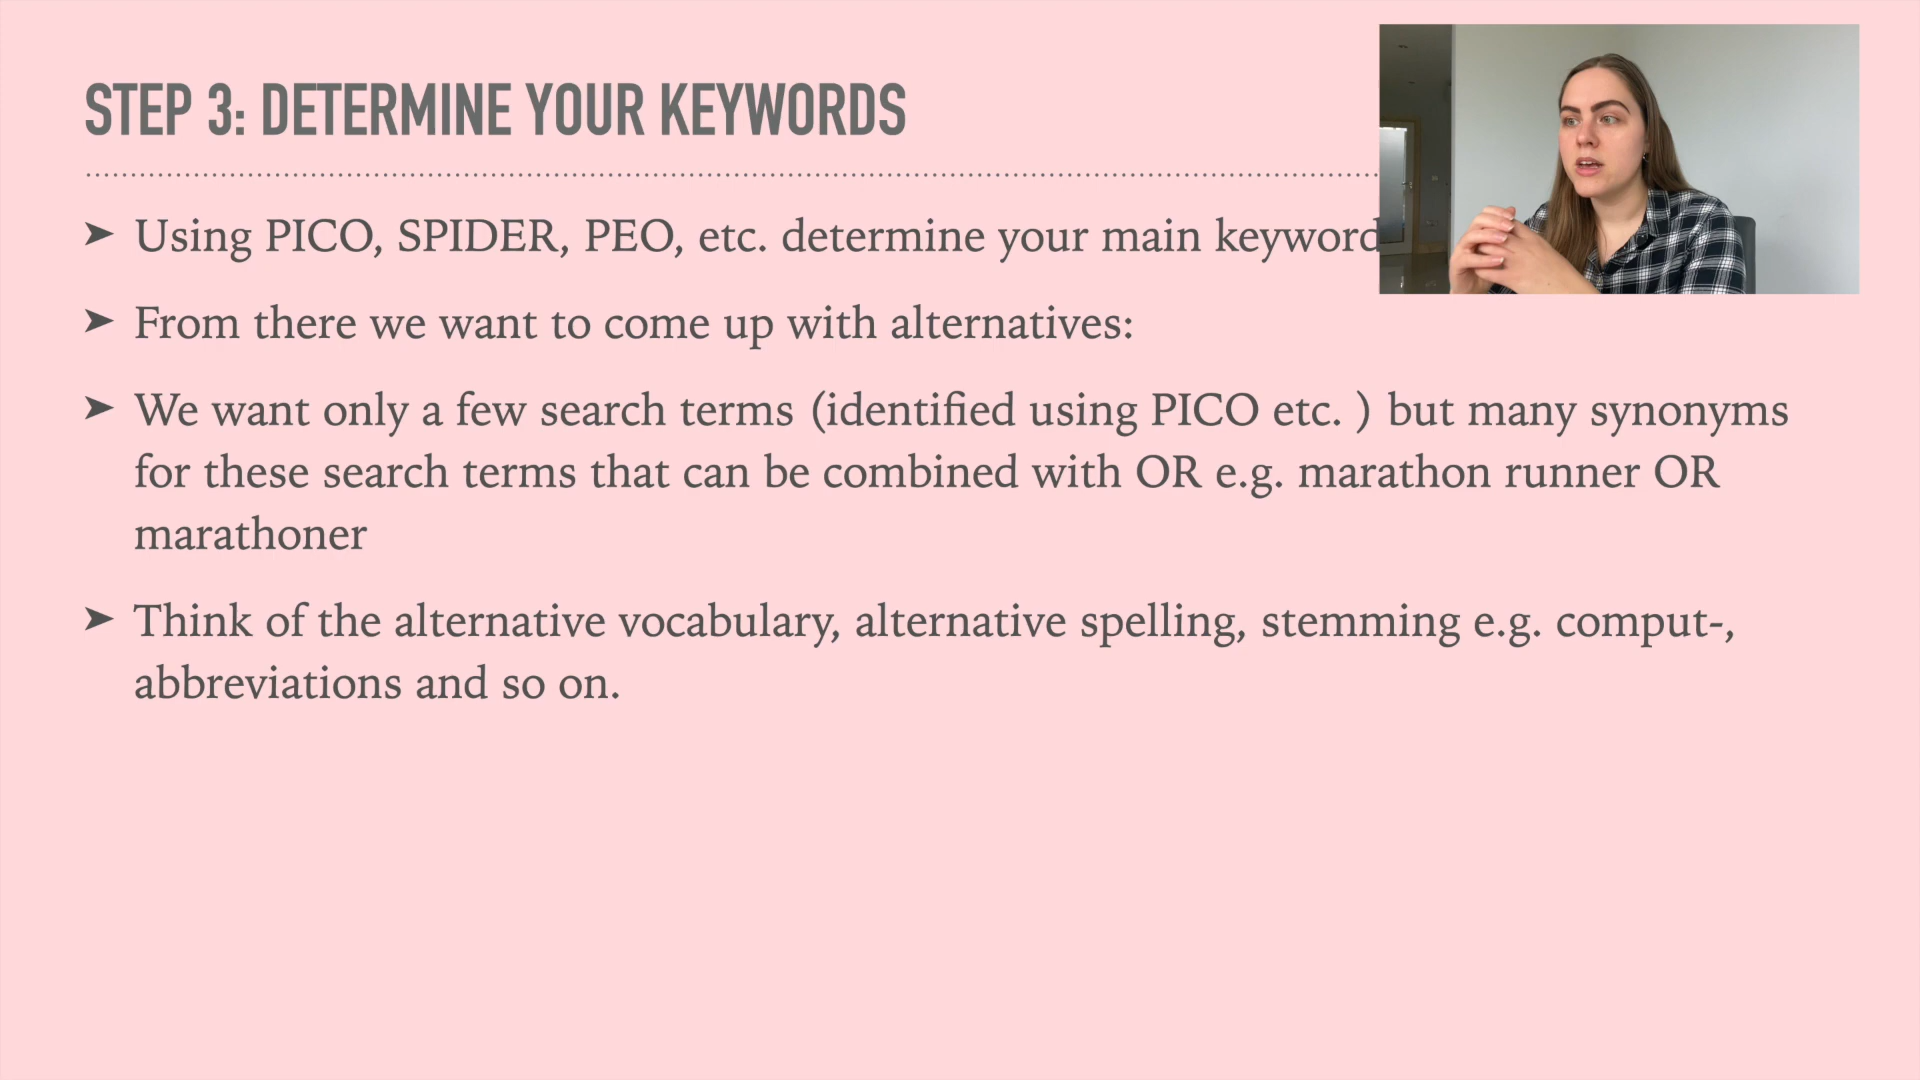 STEP 3: DETERMINE YOUR KEYWORDS
➤ Using PICO, SPIDER, PEO, etc. determine your main keyword
➤ From there we want to come up with alternatives:
➤ We want only a few search terms (identified using PICO etc. ) but many synonyms
for these search terms that can be combined with OR e.g. marathon runner OR
marathoner
➤ Think of the alternative vocabulary, alternative spelling, stemming e.g. comput-,
abbreviations and so on.